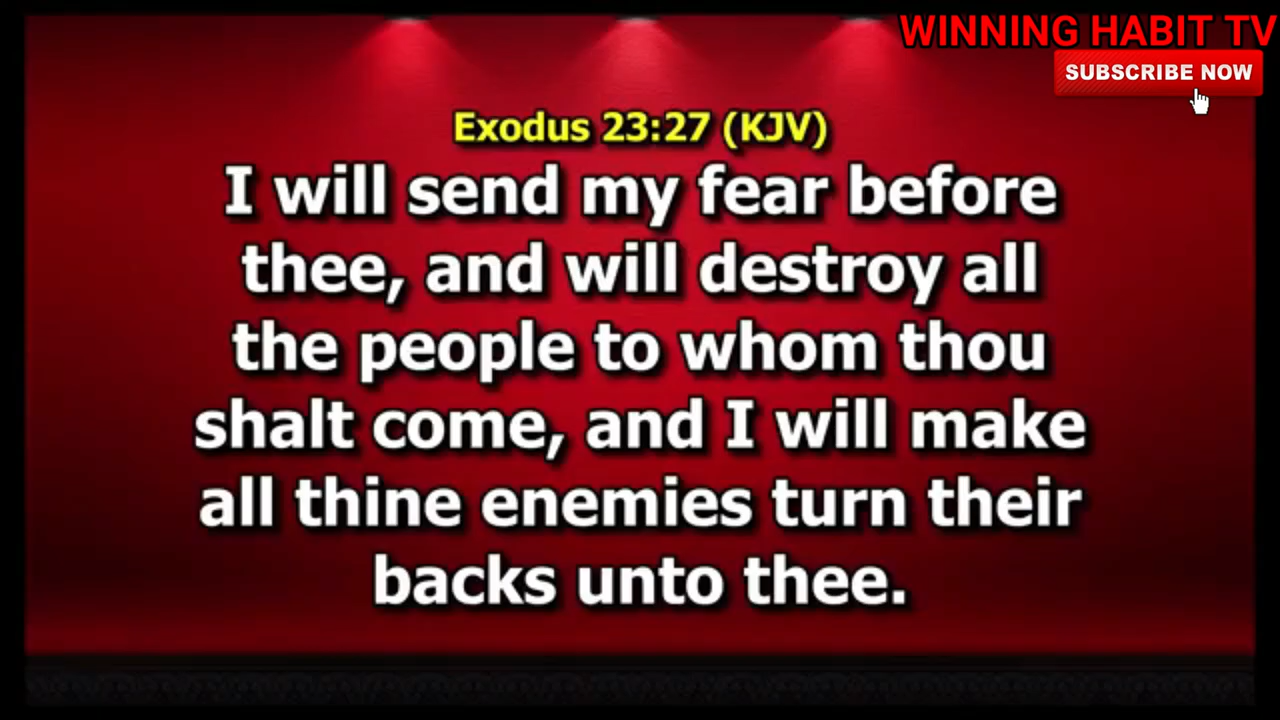 WINNING HABIT TV
SUBSCRIBE NOW
Exodus 23:27 (KJV)
I will send my fear before
thee, and will destroy all
the people to whom thou
shalt come, and I will make
all thine enemies turn their
backs unto thee.